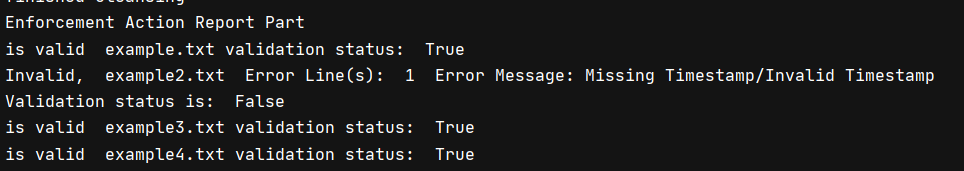 Enforcement Action Report Part
is valid  example.txt validation status:  True
Invalid,  example2.txt  Error Line(s):  1  Error Message: Missing Timestamp/Invalid Timestamp
Validation status is:  False
is valid  example3.txt validation status:  True
is valid  example4.txt validation status:  True